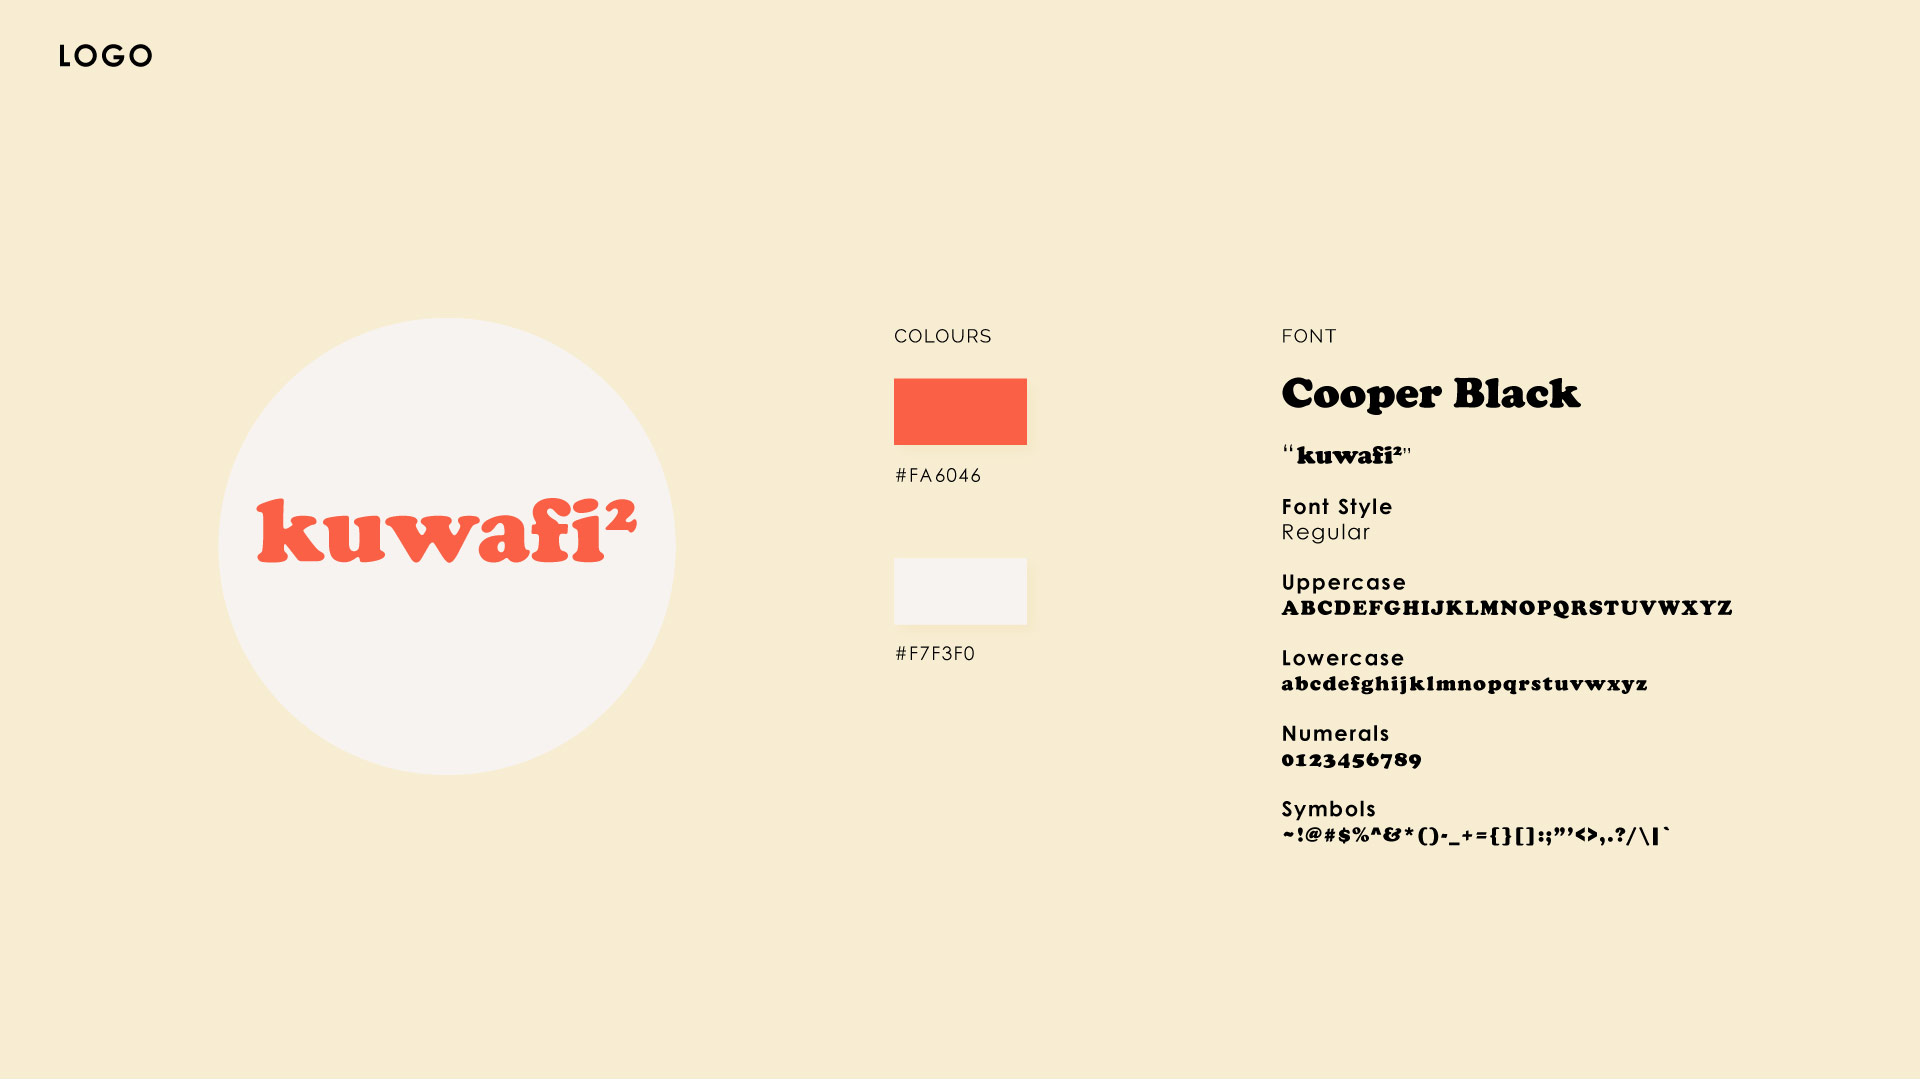 LOGO
kuwafi²
COLOURS
#FA6046
#F7F3F0
FONT
Cooper Black
“kuwafi²”
Font Style
Regular
Uppercase
ABCDEFGHIJKLMNOPQRSTUVWXYZ
Lowercase
abcdefghijklmnopqrstuvwxyz
Numerals
0123456789
Symbols
~!@#$%^&*()-_+={}[]:;”’<>,.?/\|`